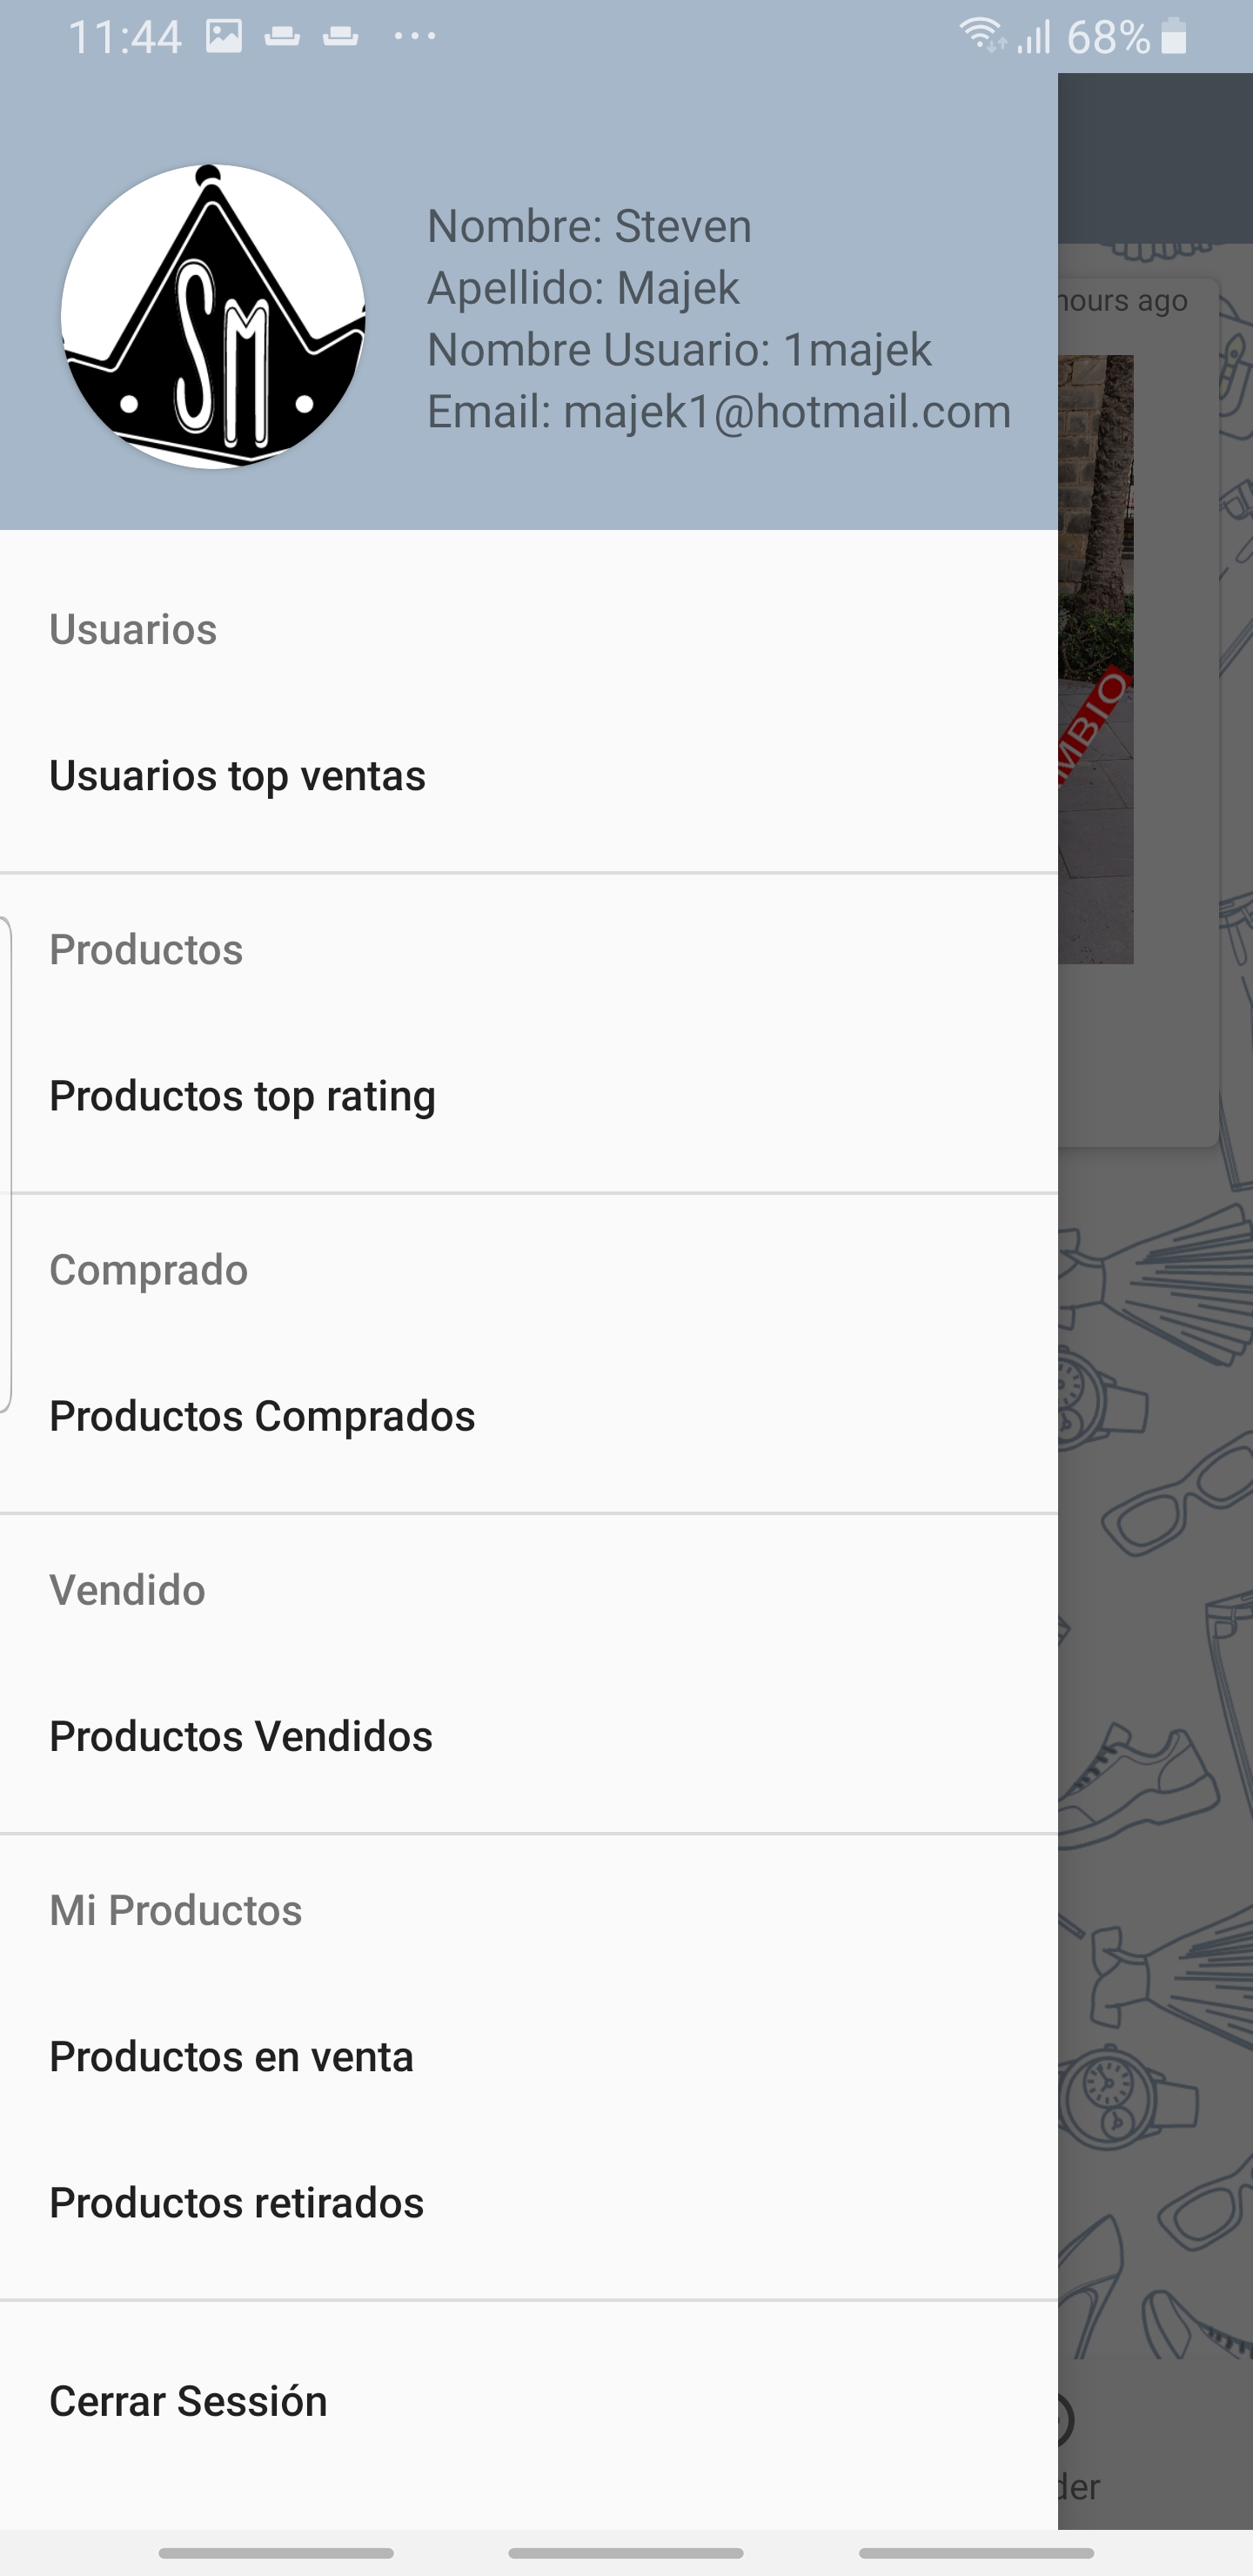 11:44
68%
SM
Nombre: Steven
Apellido: Majek
Nombre Usuario: 1majek
Email: majek1@hotmail.com
hours ago
MBIO
Usuarios
Usuarios top ventas
Productos
Productos top rating
Comprado
Productos Comprados
Vendido
Productos Vendidos
Mi Productos
Productos en venta
Productos retirados
Cerrar Sessión
der